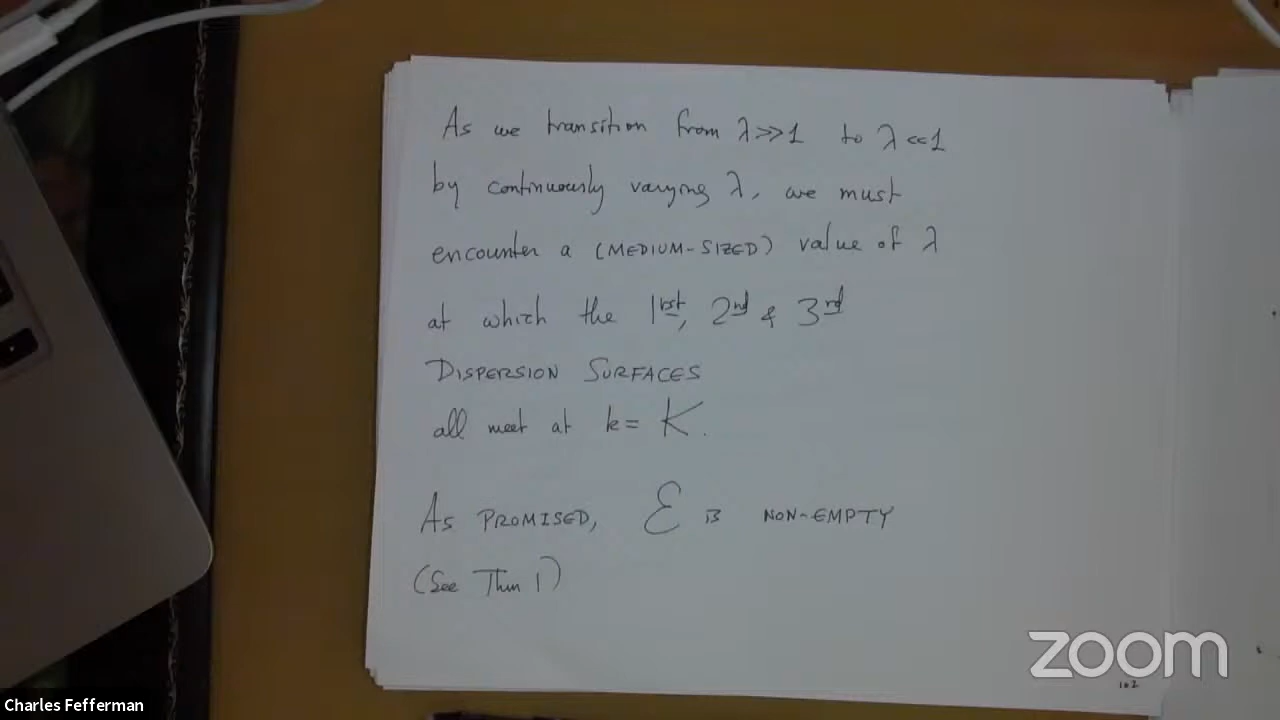 As we transition from λ>>1 to λ<<1
by continuously varying λ, we must
encounter a (MEDIUM-SIZED) value of λ
at which the 1rst, 2nd & 3rd
DISPERSION SURFACES
all meet at k = K.
As PROMISED, ℰ is NON-EMPTY
(See Thm 1)
zoom
102
Charles Fefferman